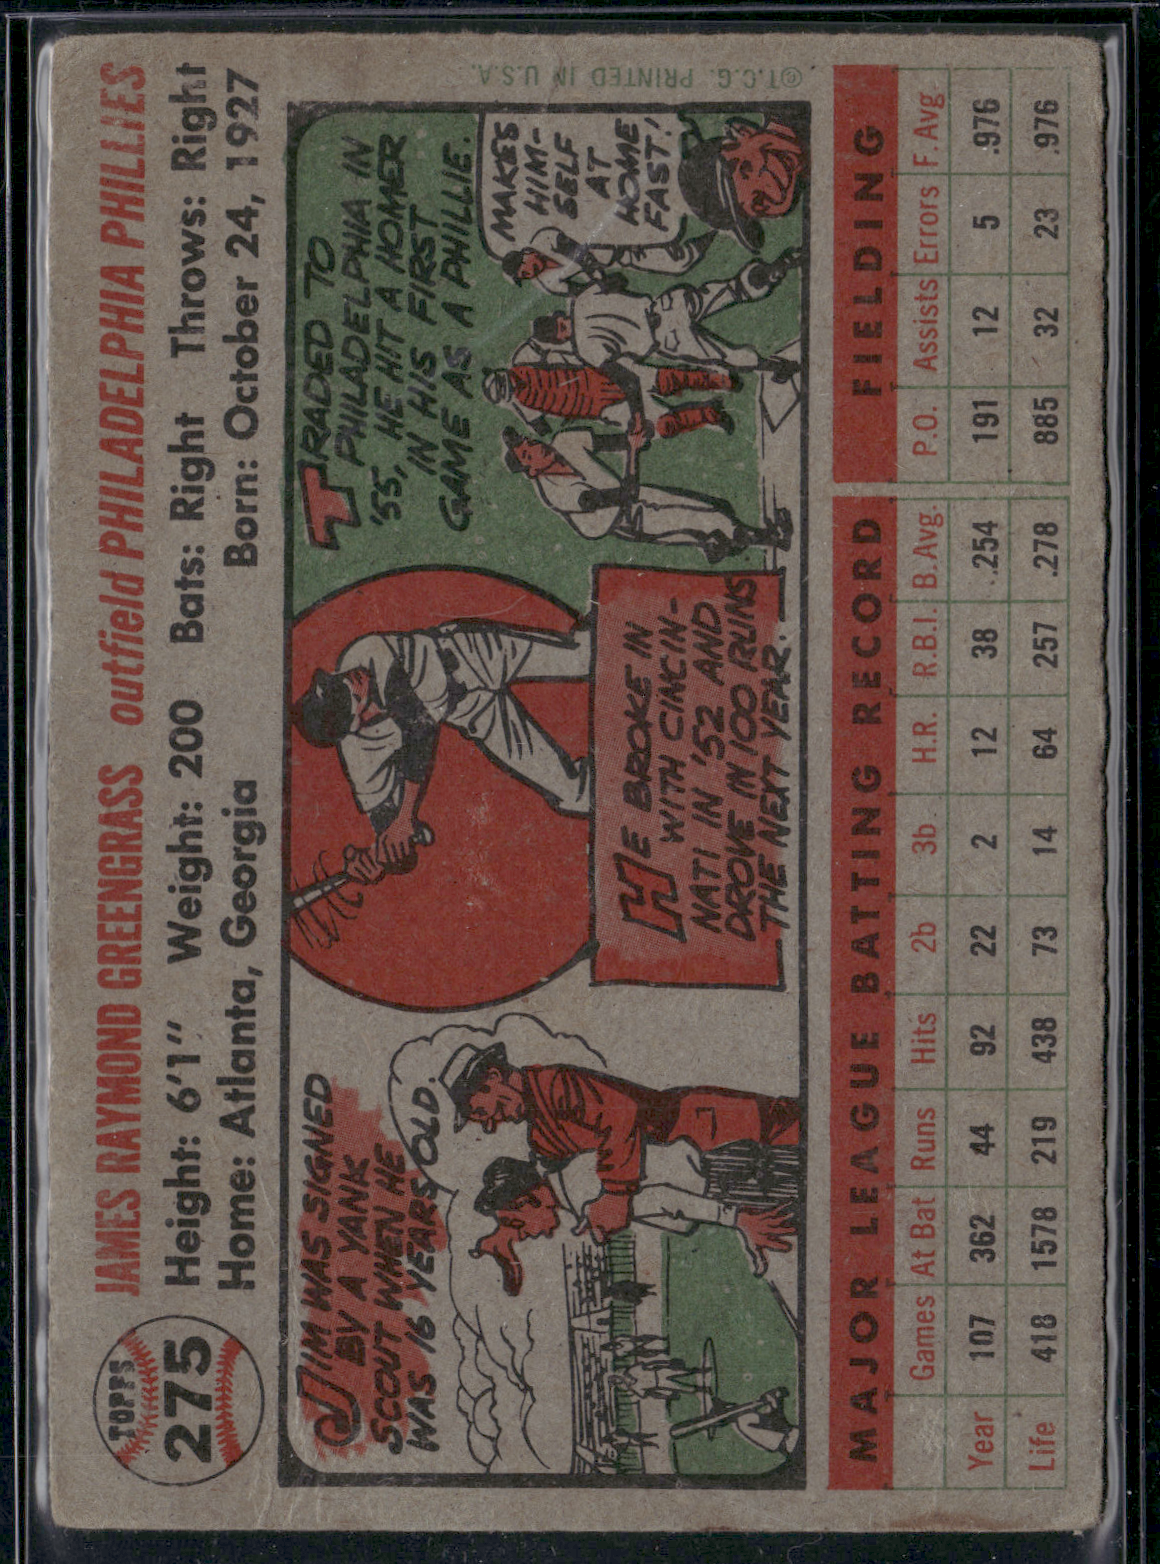 TOPPS
275
JAMES RAYMOND GREENGRASS outfield PHILADELPHIA PHILLIES
Height: 6'1" Weight: 200 Bats: Right Throws: Right
Home: Atlanta, Georgia Born: October 24, 1927
JIM WAS SIGNED
BY A YANK
SCOUT WHEN HE
WAS 16 YEARS OLD.
HE BROKE IN
WITH CINCIN-
NATI IN '52 AND
DROVE IN 100 RUNS
THE NEXT YEAR.
TRADED TO
PHILADELPHIA IN
'55, HE HIT A HOMER
IN HIS FIRST
GAME AS A PHILLIE.
MAKES
HIM-
SELF
AT
HOME
FAST!
©T.C.G. PRINTED IN U.S.A.
MAJOR LEAGUE BATTING RECORD FIELDING
Games At Bat Runs Hits 2b 3b H.R. R.B.I. B.Avg. P.O. Assists Errors F.Avg.
Year 107 362 44 92 22 2 12 38 .254 191 12 5 .976
Life 418 1578 219 438 73 14 64 257 .278 885 32 23 .976